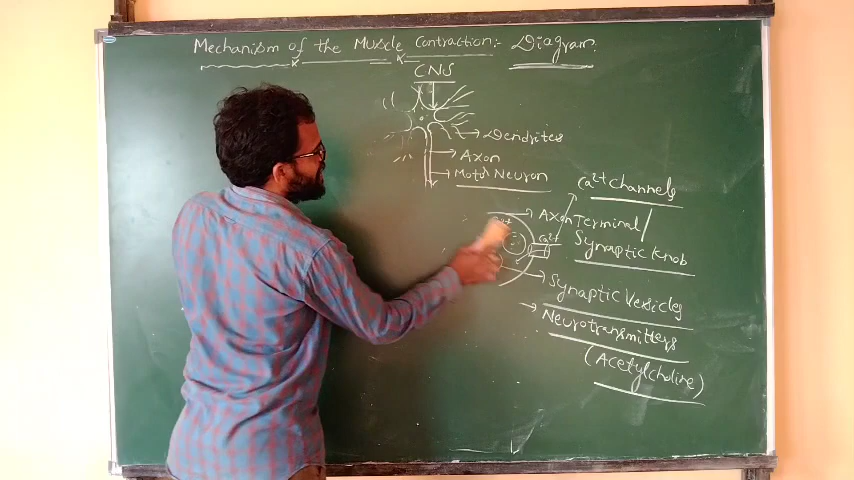 Mechanism of the Muscle Contraction:- Diagram.
CNS
Dendrites
Axon
Motor Neuron
Ca2+ channels
Axon Terminal/
Synaptic Knob
Ca2+
Synaptic Vesicles
Neurotransmitters
(Acetylcholine)